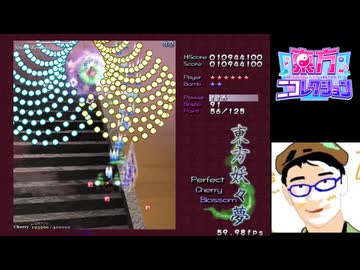 HiScore 010944100
Score 010944100
Player
Bomb
Power
Graze 91
Point 56/125
東方妖々夢
Perfect
Cherry
Blossom
59.98fps
Cherry
東方
コレクション